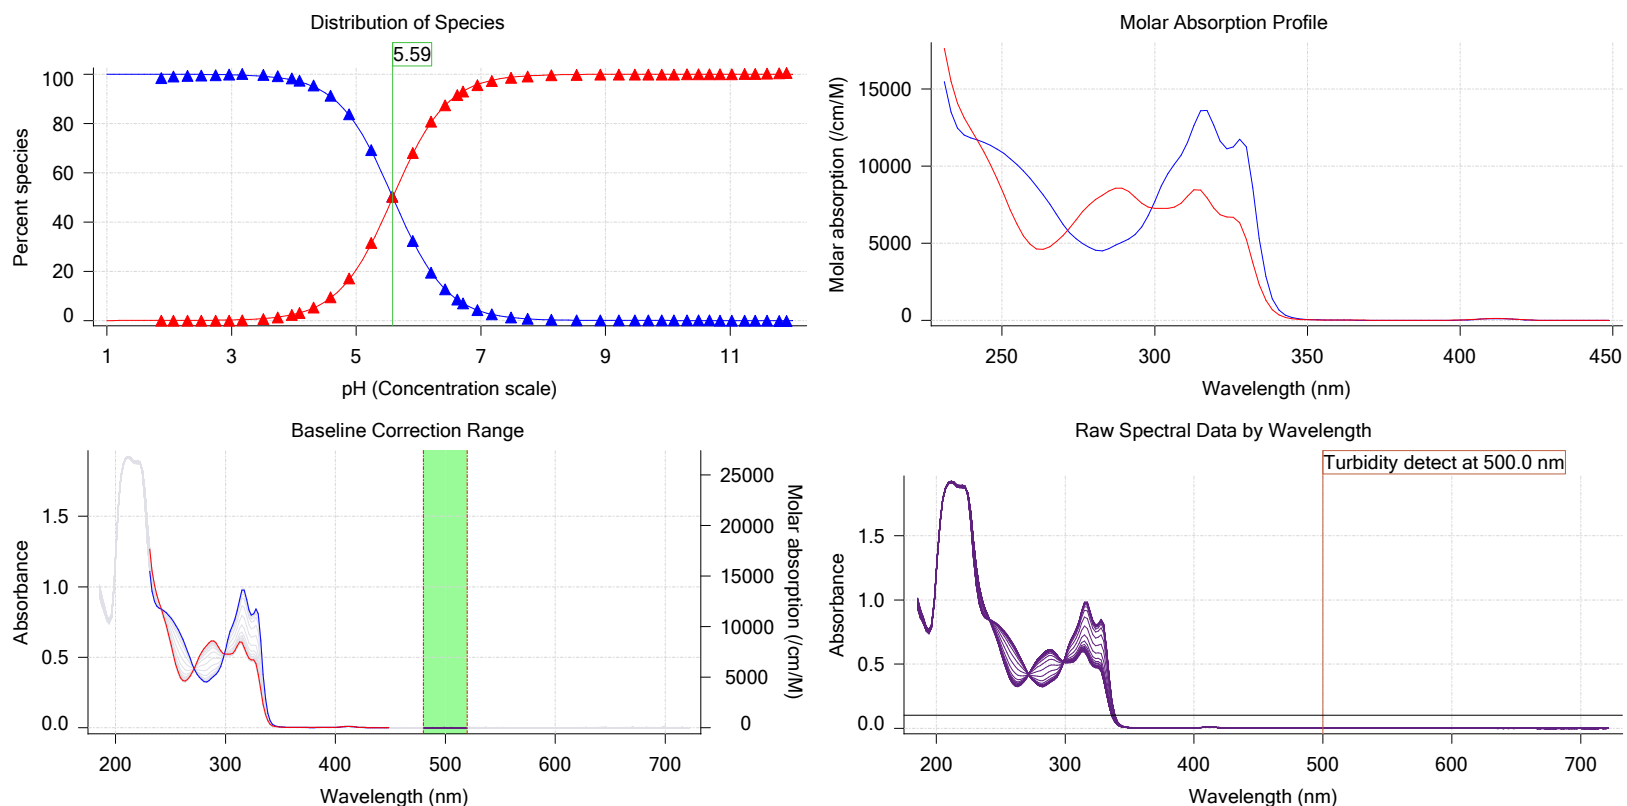 Distribution of Species
5.59
100
80
60
40
20
0
Percent species
1 3 5 7 9 11
pH (Concentration scale)
Molar Absorption Profile
15000
10000
5000
0
Molar absorption (/cm/M)
250 300 350 400 450
Wavelength (nm)
Baseline Correction Range
1.5
1.0
0.5
0.0
Absorbance
25000
20000
15000
10000
5000
0
Molar absorption (/cm/M)
200 300 400 500 600 700
Wavelength (nm)
Raw Spectral Data by Wavelength
Turbidity detect at 500.0 nm
1.5
1.0
0.5
0.0
Absorbance
200 300 400 500 600 700
Wavelength (nm)